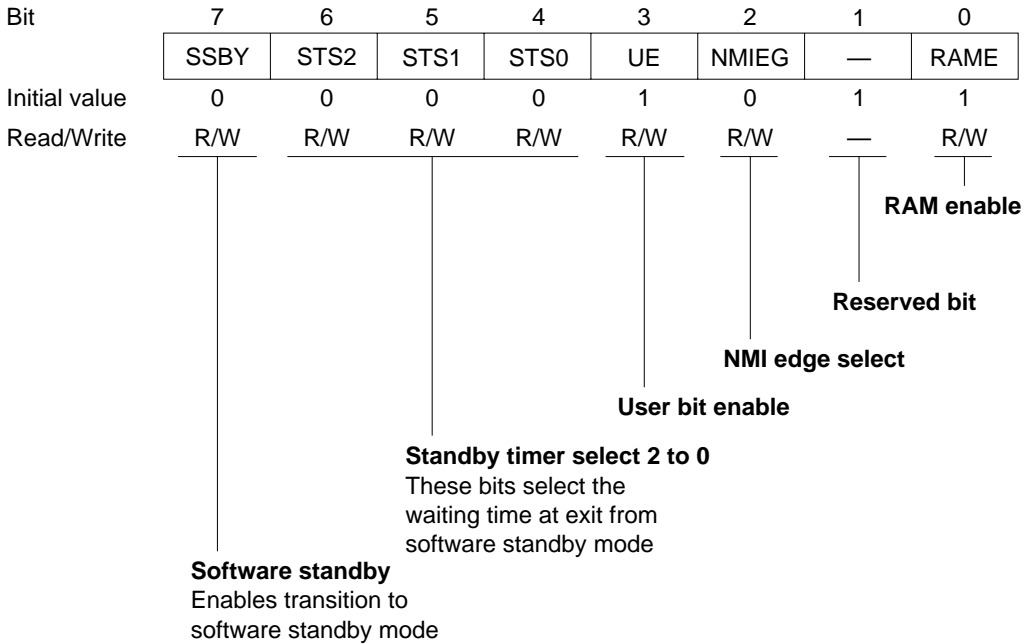 Bit 7 6 5 4 3 2 1 0
SSBY STS2 STS1 STS0 UE NMIEG — RAME
Initial value 0 0 0 0 1 0 1 1
Read/Write R/W R/W R/W R/W R/W R/W — R/W
RAM enable
Reserved bit
NMI edge select
User bit enable
Standby timer select 2 to 0
These bits select the
waiting time at exit from
software standby mode
Software standby
Enables transition to
software standby mode